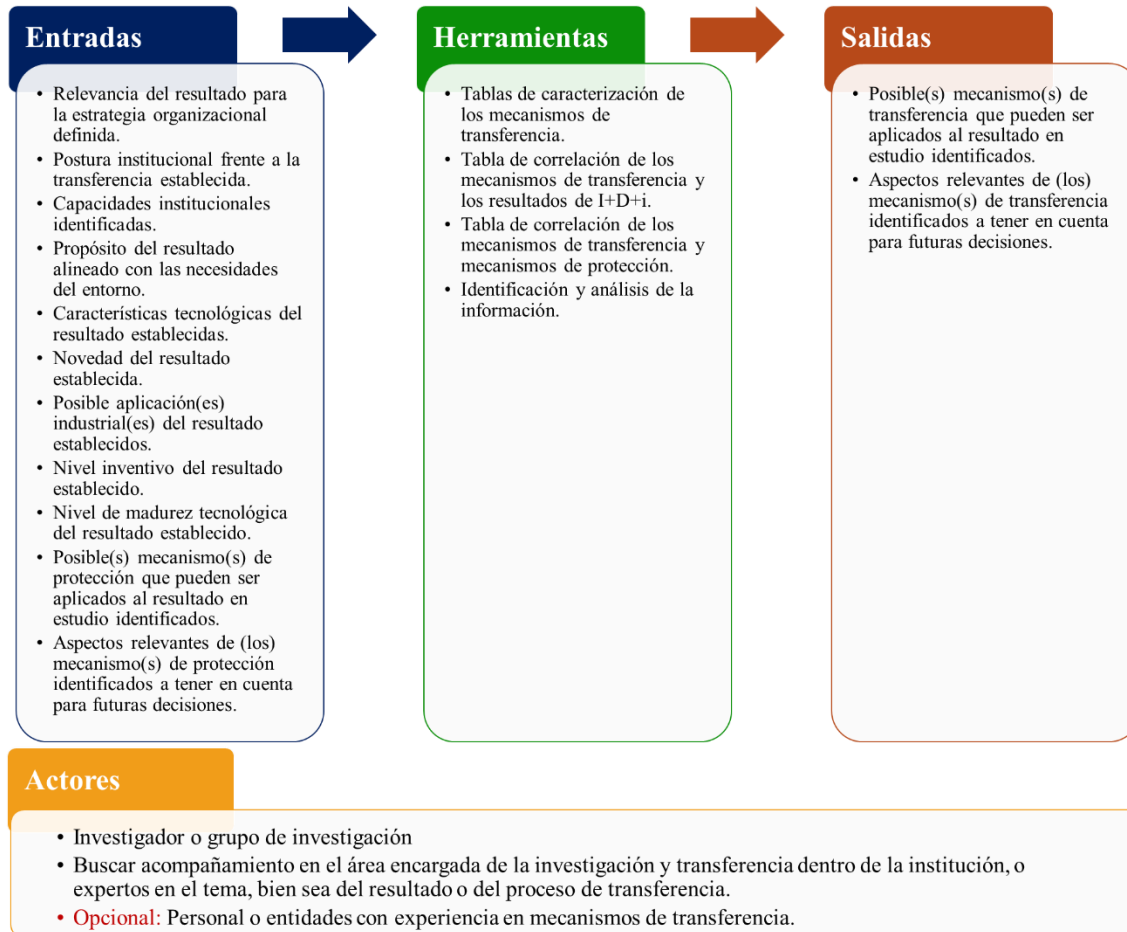 Entradas
• Relevancia del resultado para
la estrategia organizacional
definida.
• Postura institucional frente a la
transferencia establecida.
• Capacidades institucionales
identificadas.
• Propósito del resultado
alineado con las necesidades
del entorno.
• Características tecnológicas del
resultado establecidas.
• Novedad del resultado
establecida.
• Posible aplicación(es)
industrial(es) del resultado
establecidos.
• Nivel inventivo del resultado
establecido.
• Nivel de madurez tecnológica
del resultado establecido.
• Posible(s) mecanismo(s) de
protección que pueden ser
aplicados al resultado en
estudio identificados.
• Aspectos relevantes de (los)
mecanismo(s) de protección
identificados a tener en cuenta
para futuras decisiones.
Herramientas
• Tablas de caracterización de
los mecanismos de
transferencia.
• Tabla de correlación de los
mecanismos de transferencia y
los resultados de I+D+i.
• Tabla de correlación de los
mecanismos de transferencia y
mecanismos de protección.
• Identificación y análisis de la
información.
Salidas
• Posible(s) mecanismo(s) de
transferencia que pueden ser
aplicados al resultado en
estudio identificados.
• Aspectos relevantes de (los)
mecanismo(s) de transferencia
identificados a tener en cuenta
para futuras decisiones.
Actores
• Investigador o grupo de investigación
• Buscar acompañamiento en el área encargada de la investigación y transferencia dentro de la institución, o
expertos en el tema, bien sea del resultado o del proceso de transferencia.
• Opcional: Personal o entidades con experiencia en mecanismos de transferencia.